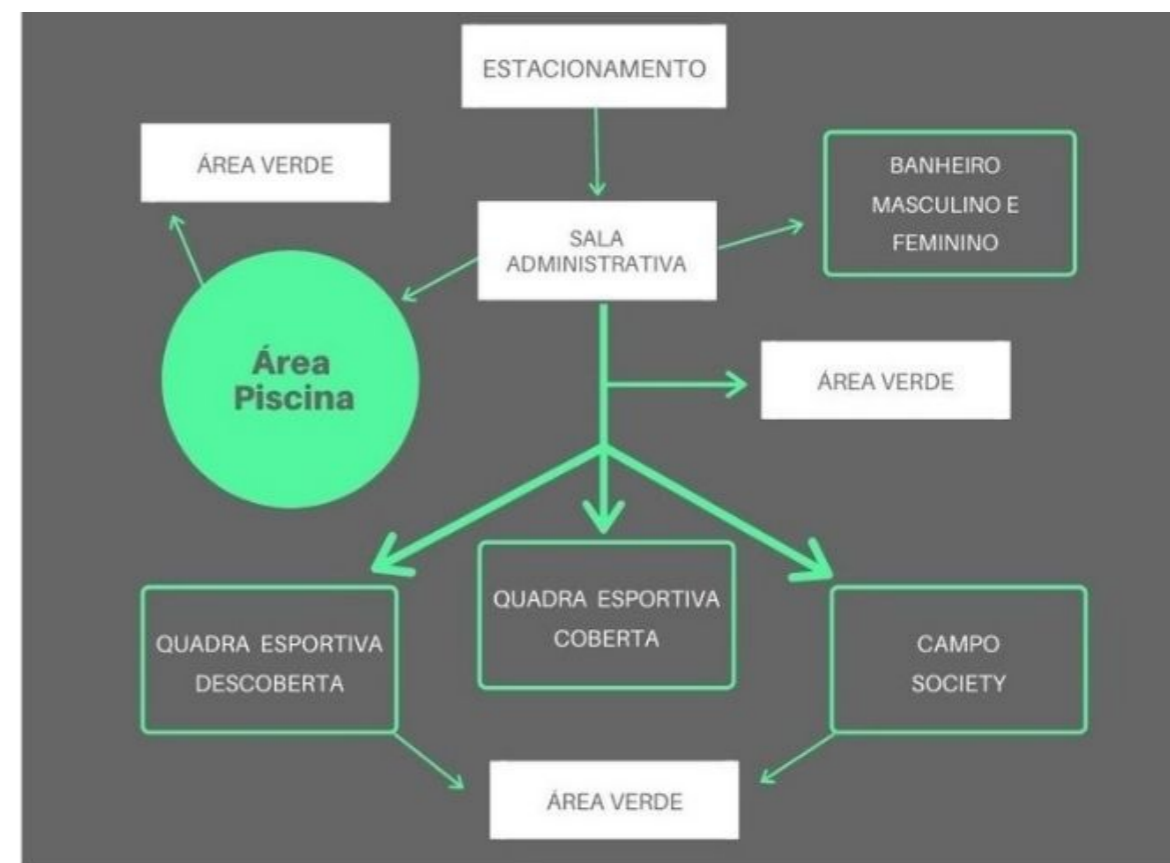 ESTACIONAMENTO
ÁREA VERDE
BANHEIRO
MASCULINO E
FEMININO
SALA
ADMINISTRATIVA
Área
Piscina
ÁREA VERDE
QUADRA ESPORTIVA
DESCOBERTA
QUADRA ESPORTIVA
COBERTA
CAMPO
SOCIETY
ÁREA VERDE